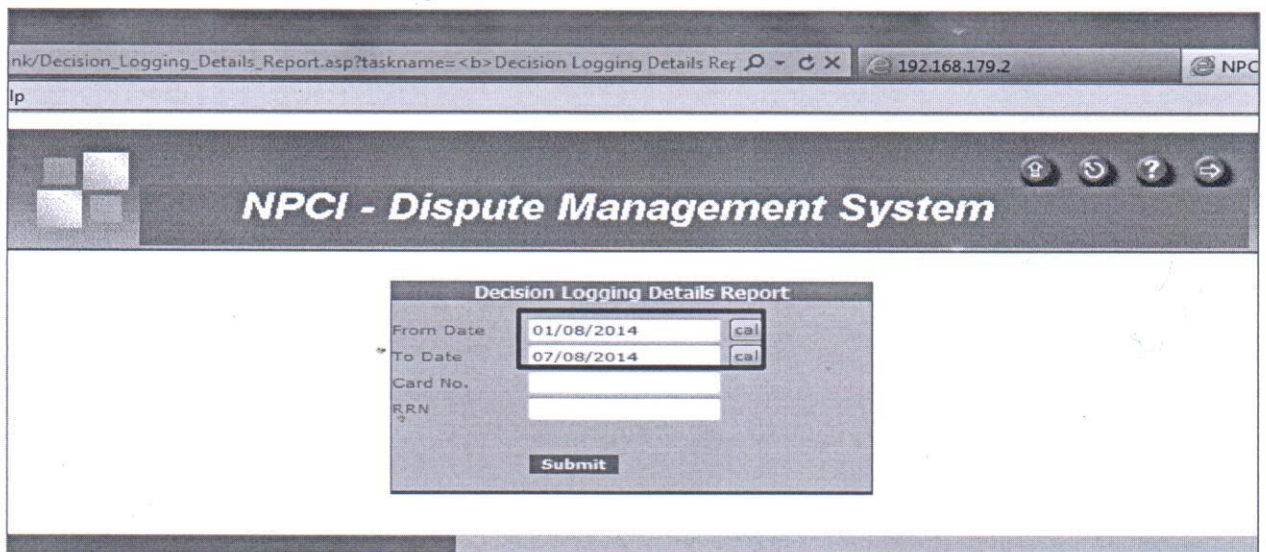 nk/Decision_Logging_Details_Report.asp?taskname=<b>Decision Logging Details Rep
192.168.179.2
NPC
lp
NPCI - Dispute Management System
?
Decision Logging Details Report
From Date 01/08/2014 cal
To Date 07/08/2014 cal
Card No.
RRN
Submit